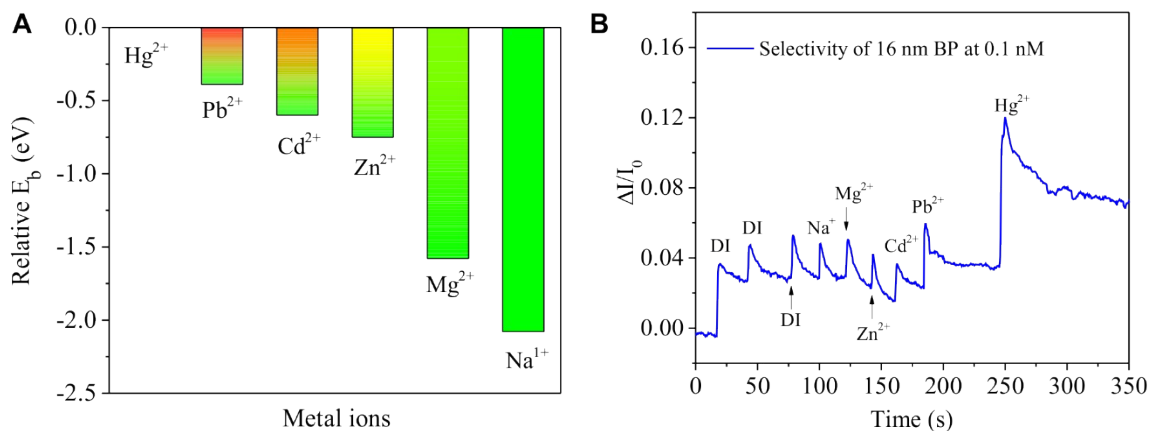 A
Relative E_b (eV)
0.0
-0.5
-1.0
-1.5
-2.0
-2.5
Hg²⁺
Pb²⁺
Cd²⁺
Zn²⁺
Mg²⁺
Na¹⁺
Metal ions
B
ΔI/I₀
0.16
0.12
0.08
0.04
0.00
Selectivity of 16 nm BP at 0.1 nM
DI
DI
DI
Na⁺
Mg²⁺
Zn²⁺
Cd²⁺
Pb²⁺
Hg²⁺
0 50 100 150 200 250 300 350
Time (s)